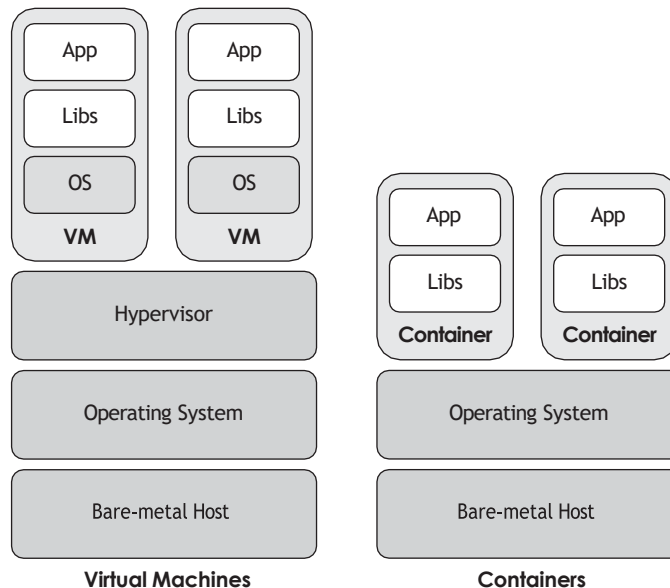 App
App
Libs
Libs
OS
OS
VM
VM
Hypervisor
Operating System
Bare-metal Host
Virtual Machines
App
App
Libs
Libs
Container
Container
Operating System
Bare-metal Host
Containers